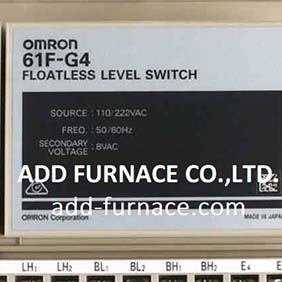 OMRON
61F-G4
FLOATLESS LEVEL SWITCH
SOURCE : 110/222VAC
FREQ. : 50/60Hz
SECONDARY VOLTAGE : 8VAC
ADD FURNACE CO.,LTD.
add-furnace.com
OMRON Corporation MADE IN JAPAN
LH1 LH2 BL1 BL2 BH1 BH2 E4 E